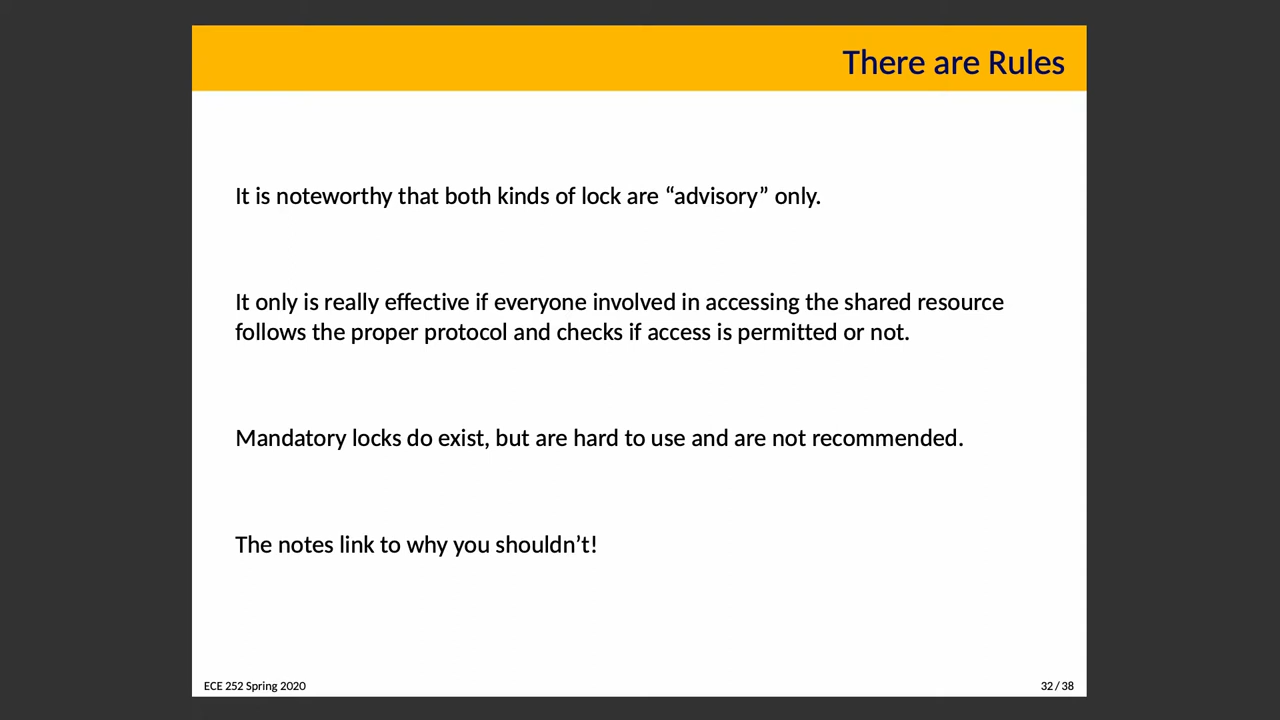 There are Rules
It is noteworthy that both kinds of lock are “advisory” only.
It only is really effective if everyone involved in accessing the shared resource
follows the proper protocol and checks if access is permitted or not.
Mandatory locks do exist, but are hard to use and are not recommended.
The notes link to why you shouldn’t!
ECE 252 Spring 2020
32 / 38